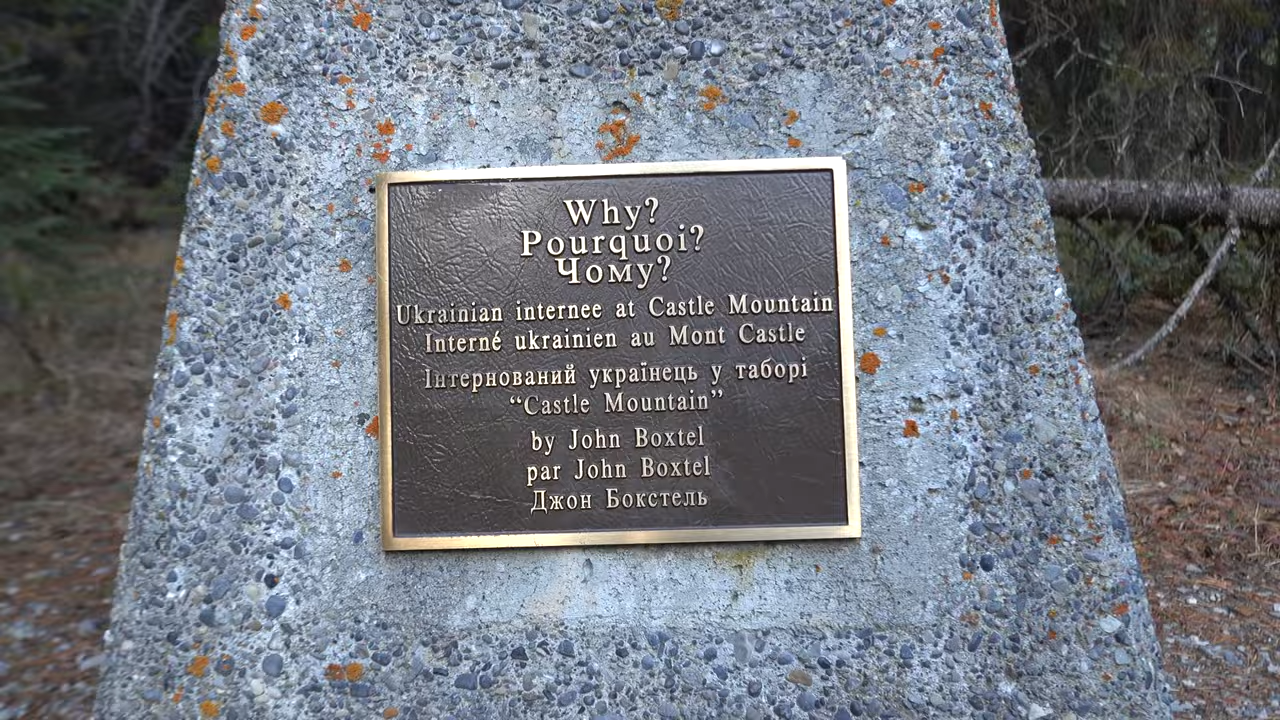 Why?
Pourquoi?
Чому?
Ukrainian internee at Castle Mountain
Interné ukrainien au Mont Castle
Інтернований українець у таборі
“Castle Mountain”
by John Boxtel
par John Boxtel
Джон Бокстель